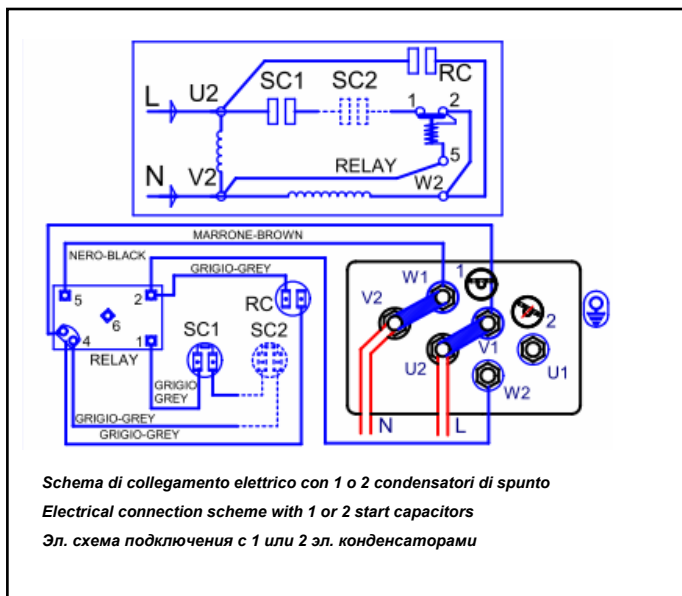 RC
SC1 SC2
L U2
1 2
RELAY 5
N V2 W2
MARRONE-BROWN
NERO-BLACK
GRIGIO-GREY
5 2
6
4 1
RELAY
RC
SC1 SC2
GRIGIO
GREY
GRIGIO-GREY
GRIGIO-GREY
W1 1
V2
2
V1
U2 U1
W2
N L
Schema di collegamento elettrico con 1 o 2 condensatori di spunto
Electrical connection scheme with 1 or 2 start capacitors
Эл. схема подключения с 1 или 2 эл. конденсаторами